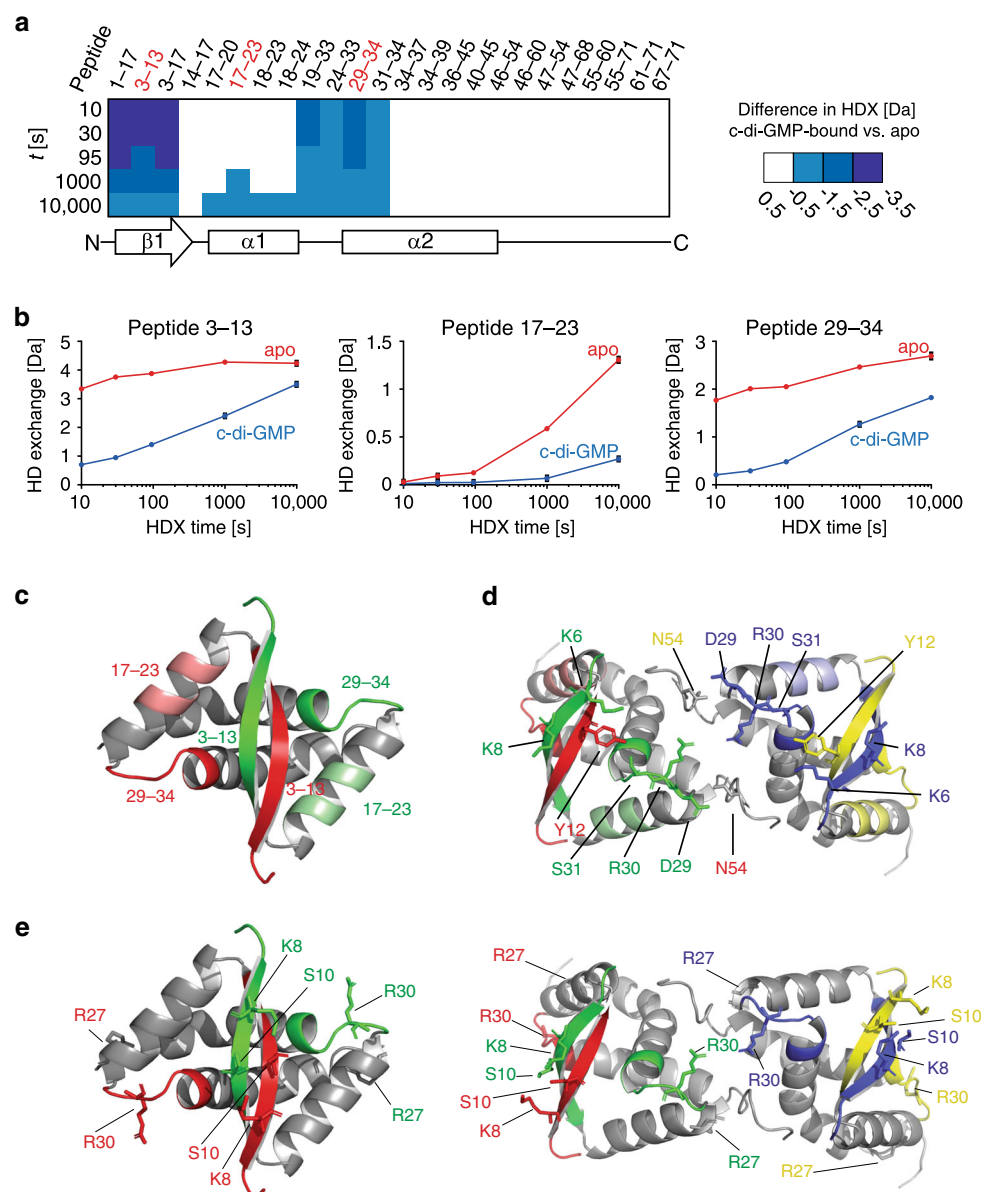 a
Peptide
1–17
3–13
3–17
14–17
17–20
17–23
18–23
18–24
19–33
24–33
29–34
31–34
34–37
34–39
36–45
40–45
46–54
46–60
47–54
47–68
55–60
55–71
61–71
67–71
t [s]
10
30
95
1000
10,000
Difference in HDX [Da]
c-di-GMP-bound vs. apo
0.5
-0.5
-1.5
-2.5
-3.5
N
β1
α1
α2
C
b
Peptide 3–13
HD exchange [Da]
5
4
3
2
1
0
apo
c-di-GMP
10
100
1000
10,000
HDX time [s]
Peptide 17–23
HD exchange [Da]
1.5
1
0.5
0
apo
c-di-GMP
10
100
1000
10,000
HDX time [s]
Peptide 29–34
HD exchange [Da]
3
2
1
0
apo
c-di-GMP
10
100
1000
10,000
HDX time [s]
c
17–23
29–34
3–13
29–34
3–13
17–23
d
K6
N54
D29
R30
S31
Y12
K8
K8
K6
Y12
S31
R30
D29
N54
e
K8
S10
R30
R27
R30
S10
K8
R27
R27
R27
R30
K8
S10
S10
K8
R30
R27
R30
K8
S10
S10
K8
R30
R27